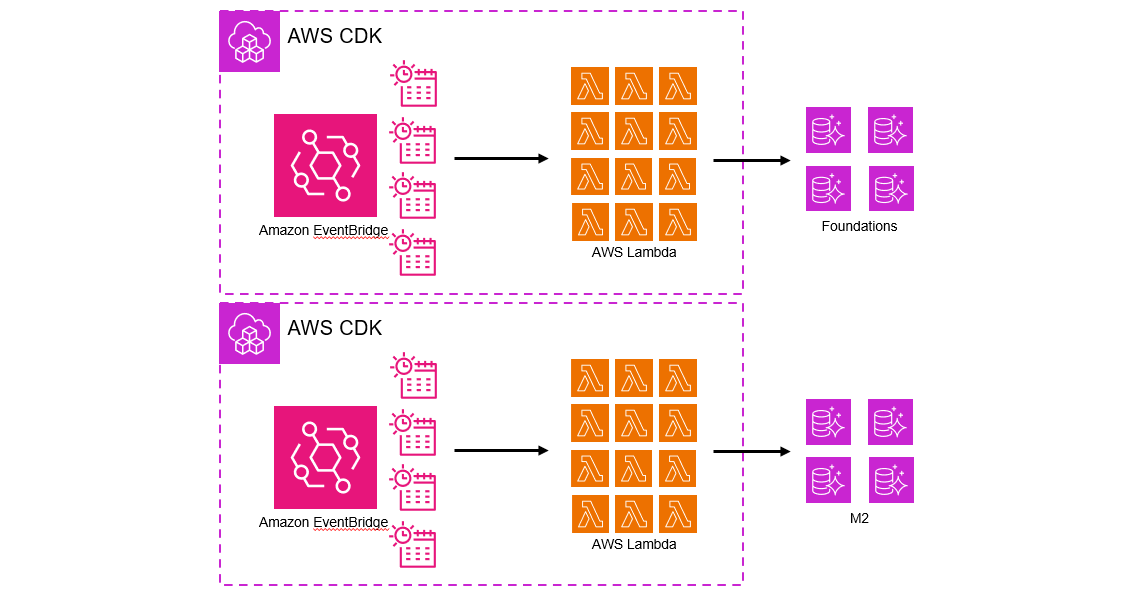 AWS CDK
Amazon EventBridge
AWS Lambda
Foundations
AWS CDK
Amazon EventBridge
AWS Lambda
M2